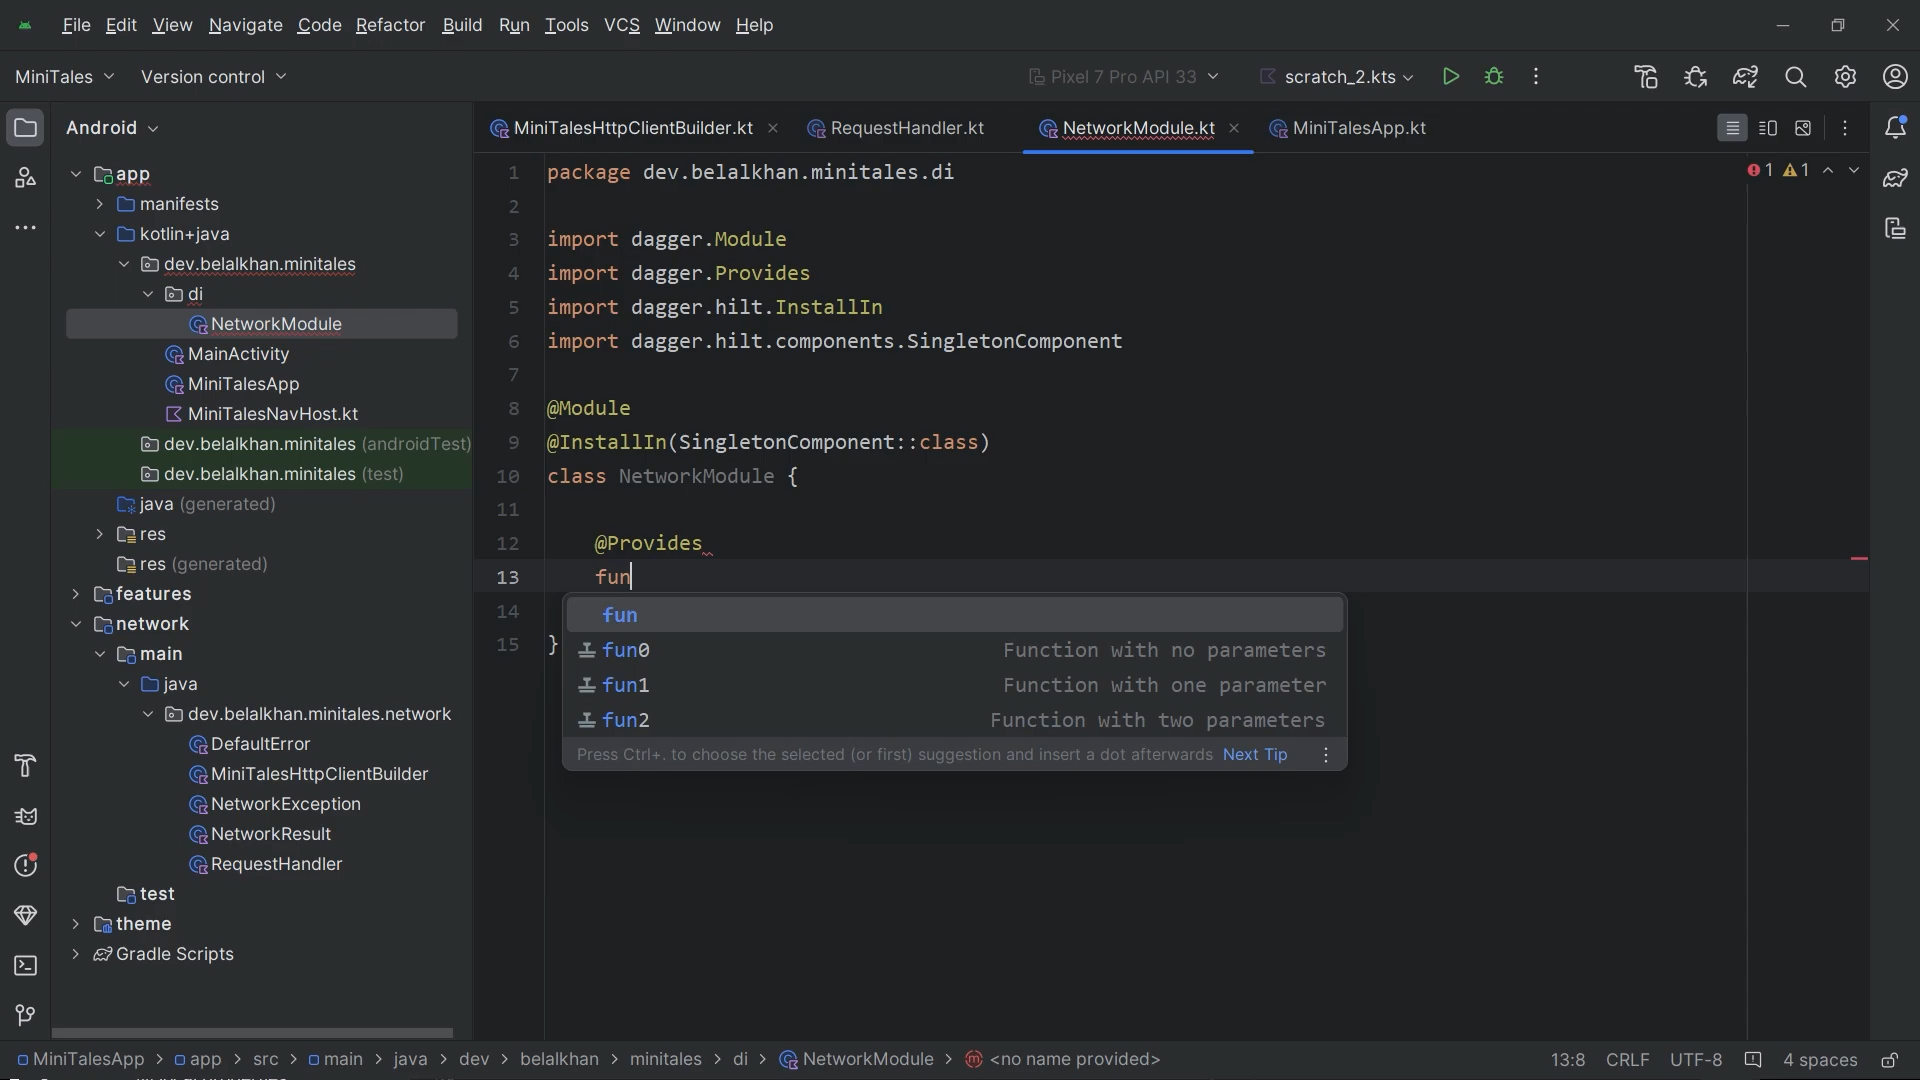 File Edit View Navigate Code Refactor Build Run Tools VCS Window Help
MiniTales Version control Pixel 7 Pro API 33 scratch_2.kts
Android
MiniTalesHttpClientBuilder.kt RequestHandler.kt NetworkModule.kt MiniTalesApp.kt
app
manifests
kotlin+java
dev.belalkhan.minitales
di
NetworkModule
MainActivity
MiniTalesApp
MiniTalesNavHost.kt
dev.belalkhan.minitales (androidTest)
dev.belalkhan.minitales (test)
java (generated)
res
res (generated)
features
network
main
java
dev.belalkhan.minitales.network
DefaultError
MiniTalesHttpClientBuilder
NetworkException
NetworkResult
RequestHandler
test
theme
Gradle Scripts
1 package dev.belalkhan.minitales.di
1 1
2
3 import dagger.Module
4 import dagger.Provides
5 import dagger.hilt.InstallIn
6 import dagger.hilt.components.SingletonComponent
7
8 @Module
9 @InstallIn(SingletonComponent::class)
10 class NetworkModule {
11
12 @Provides
13 fun
14
15 }
fun
fun0 Function with no parameters
fun1 Function with one parameter
fun2 Function with two parameters
Press Ctrl+. to choose the selected (or first) suggestion and insert a dot afterwards Next Tip
MiniTalesApp > app > src > main > java > dev > belalkhan > minitales > di > NetworkModule > <no name provided>
13:8 CRLF UTF-8 4 spaces